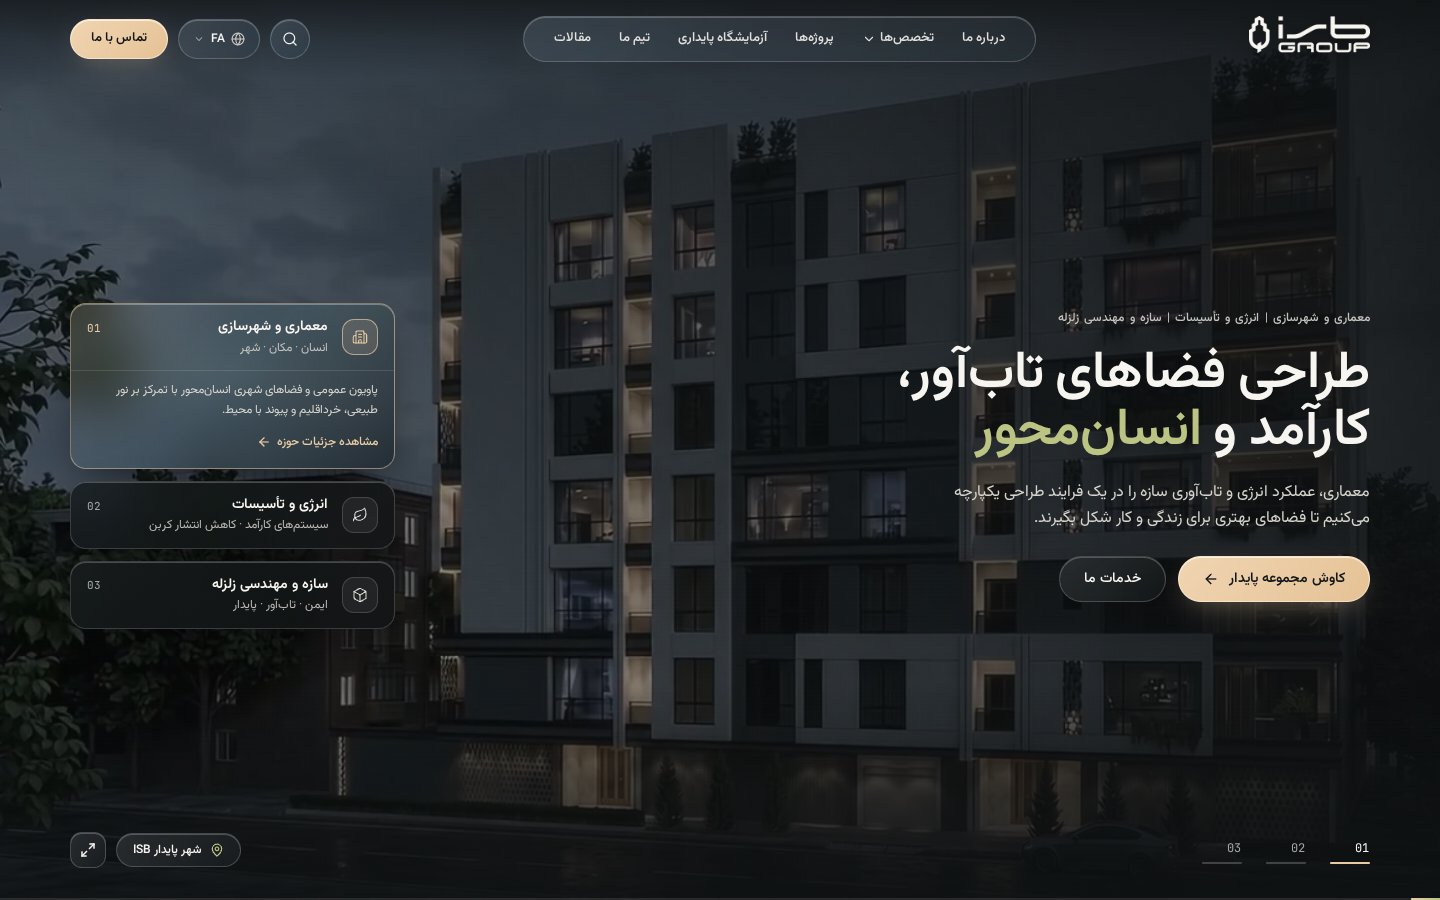 isb
GROUP
درباره ما
تخصص‌ها
پروژه‌ها
آزمایشگاه پایداری
تیم ما
مقالات
FA
تماس با ما
معماری و شهرسازی | انرژی و تأسیسات | سازه و مهندسی زلزله
طراحی فضاهای تاب‌آور،
کارآمد و انسان‌محور
معماری، عملکرد انرژی و تاب‌آوری سازه را در یک فرایند طراحی یکپارچه
می‌کنیم تا فضاهای بهتری برای زندگی و کار شکل بگیرند.
کاوش مجموعه پایدار
خدمات ما
معماری و شهرسازی
01
انسان · مکان · شهر
پاویون عمومی و فضاهای شهری انسان‌محور با تمرکز بر نور
طبیعی، خرداقلیم و پیوند با محیط.
مشاهده جزئیات حوزه
انرژی و تأسیسات
02
سیستم‌های کارآمد · کاهش انتشار کربن
سازه و مهندسی زلزله
03
ایمن · تاب‌آور · پایدار
01
02
03
شهر پایدار ISB